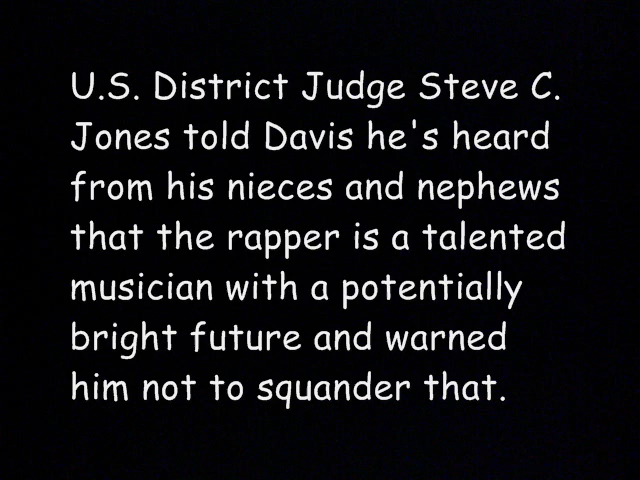 U.S. District Judge Steve C.
Jones told Davis he's heard
from his nieces and nephews
that the rapper is a talented
musician with a potentially
bright future and warned
him not to squander that.